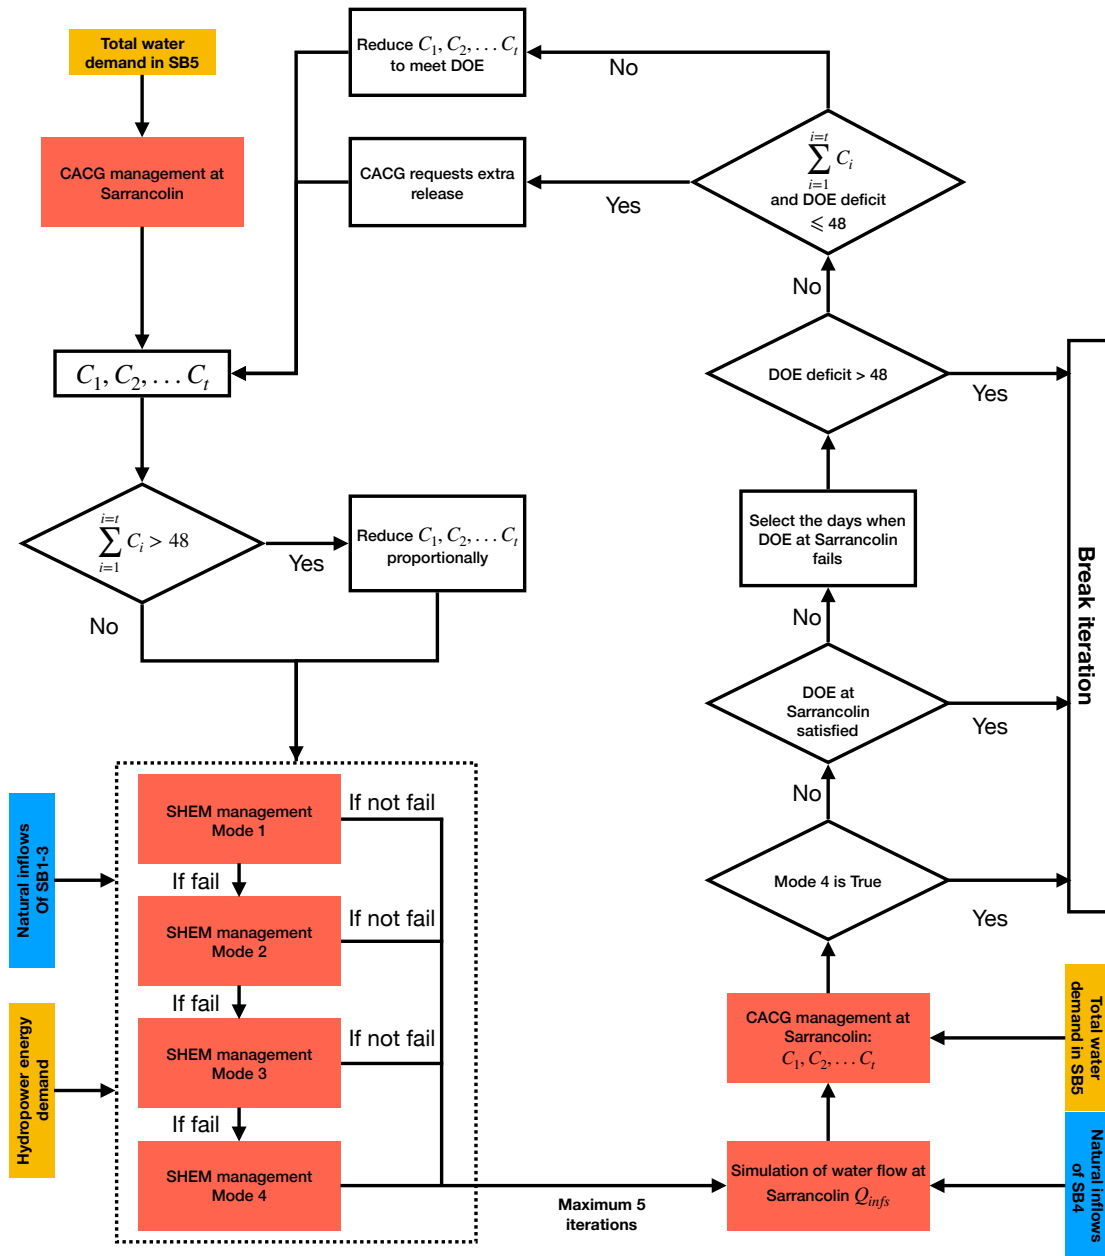 Total water
demand in SB5
CACG management at
Sarrancolin
C₁, C₂, … Cₜ
i=t
∑ Cᵢ > 48
i=1
Yes
No
Reduce C₁, C₂, … Cₜ
proportionally
Reduce C₁, C₂, … Cₜ
to meet DOE
CACG requests extra
release
No
Yes
i=t
∑ Cᵢ
i=1
and DOE deficit
⩽ 48
No
DOE deficit > 48
Yes
Select the days when
DOE at Sarrancolin
fails
No
DOE at
Sarrancolin
satisfied
Yes
No
Mode 4 is True
Yes
Break iteration
CACG management at
Sarrancolin:
C₁, C₂, … Cₜ
Total water
demand in SB5
Simulation of water flow at
Sarrancolin Qinfs
Natural inflows
of SB4
Maximum 5
iterations
Natural inflows
Of SB1-3
Hydropower energy
demand
SHEM management
Mode 1
If not fail
If fail
SHEM management
Mode 2
If not fail
If fail
SHEM management
Mode 3
If not fail
If fail
SHEM management
Mode 4